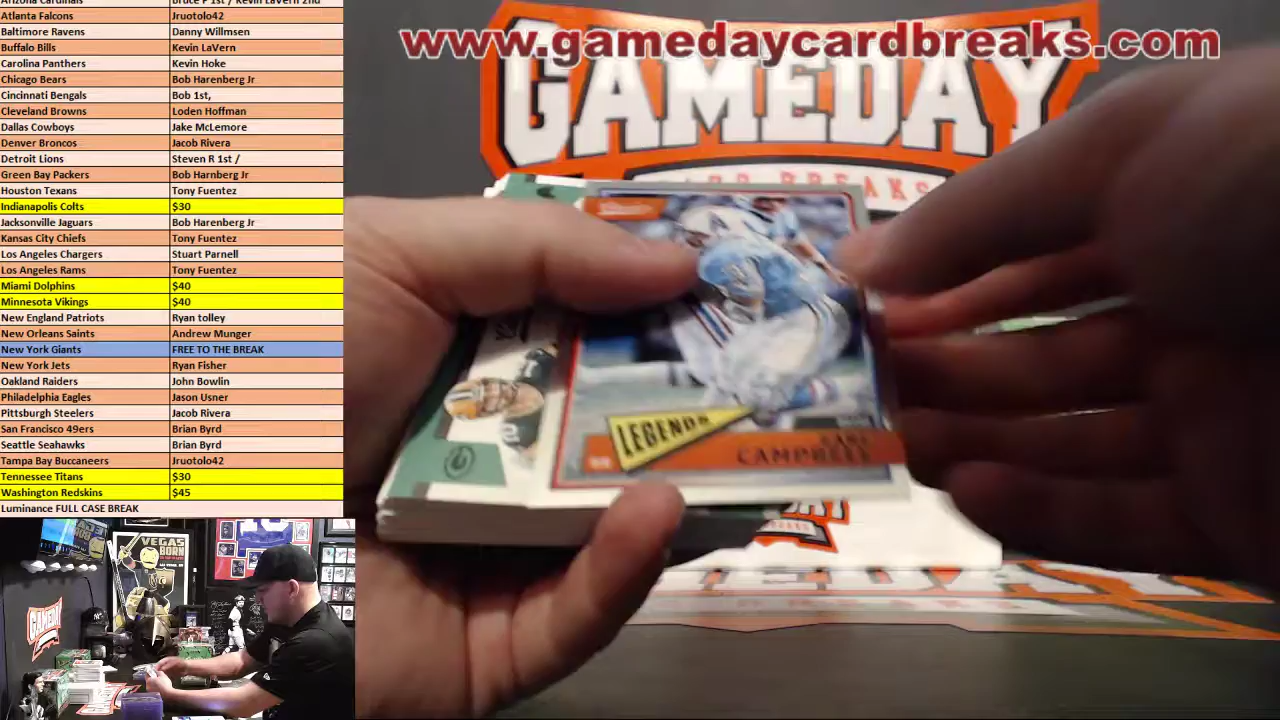 Arizona Cardinals Bruce P 1st / Kevin LaVern 2nd
Atlanta Falcons Jruotolo42
Baltimore Ravens Danny Willmsen
Buffalo Bills Kevin LaVern
Carolina Panthers Kevin Hoke
Chicago Bears Bob Harenberg Jr
Cincinnati Bengals Bob 1st,
Cleveland Browns Loden Hoffman
Dallas Cowboys Jake McLemore
Denver Broncos Jacob Rivera
Detroit Lions Steven R 1st /
Green Bay Packers Bob Harnberg Jr
Houston Texans Tony Fuentez
Indianapolis Colts $30
Jacksonville Jaguars Bob Harenberg Jr
Kansas City Chiefs Tony Fuentez
Los Angeles Chargers Stuart Parnell
Los Angeles Rams Tony Fuentez
Miami Dolphins $40
Minnesota Vikings $40
New England Patriots Ryan tolley
New Orleans Saints Andrew Munger
New York Giants FREE TO THE BREAK
New York Jets Ryan Fisher
Oakland Raiders John Bowlin
Philadelphia Eagles Jason Usner
Pittsburgh Steelers Jacob Rivera
San Francisco 49ers Brian Byrd
Seattle Seahawks Brian Byrd
Tampa Bay Buccaneers Jruotolo42
Tennessee Titans $30
Washington Redskins $45
Luminance FULL CASE BREAK
www.gamedaycardbreaks.com
GAMEDAY
BREAKS
LEGENDS
EARL
CAMPBELL
VEGAS
BORN
GAMEDAY